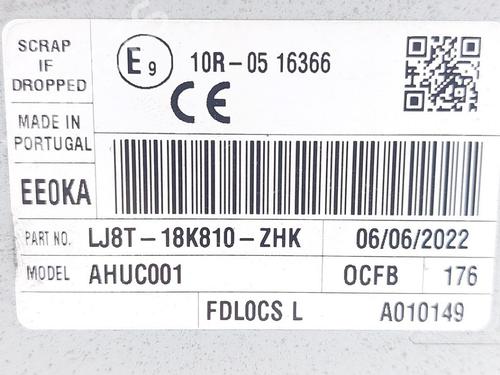 SCRAP
IF
DROPPED
E9 10R-05 16366
CE
MADE IN
PORTUGAL
EE0KA
PART NO. LJ8T-18K810-ZHK 06/06/2022
MODEL AHUC001 OCFB 176
FDLOCS L A010149